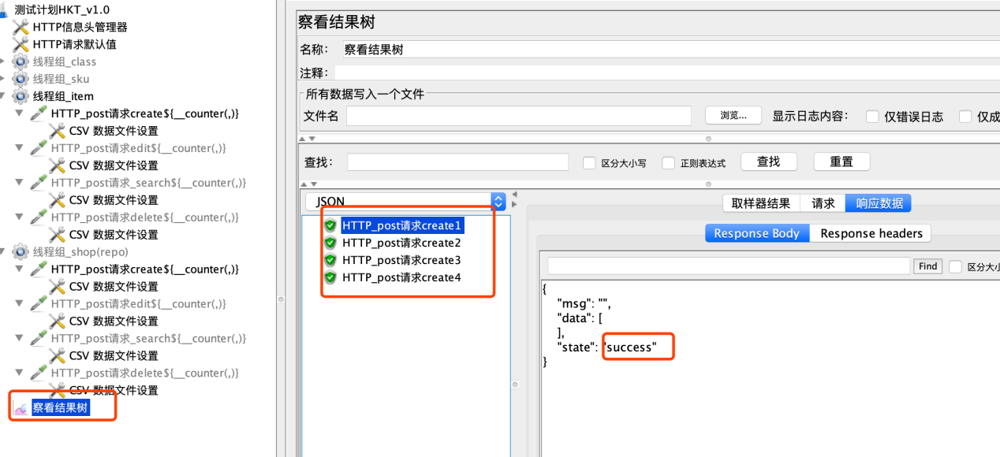 测试计划HKT_v1.0
HTTP信息头管理器
HTTP请求默认值
线程组_class
线程组_sku
线程组_item
HTTP_post请求create${__counter(,)}
CSV 数据文件设置
HTTP_post请求edit${__counter(,)}
CSV 数据文件设置
HTTP_post请求_search${__counter(,)}
CSV 数据文件设置
HTTP_post请求delete${__counter(,)}
CSV 数据文件设置
线程组_shop(repo)
HTTP_post请求create${__counter(,)}
CSV 数据文件设置
HTTP_post请求edit${__counter(,)}
CSV 数据文件设置
HTTP_post请求_search${__counter(,)}
CSV 数据文件设置
HTTP_post请求delete${__counter(,)}
CSV 数据文件设置
察看结果树
察看结果树
名称： 察看结果树
注释：
所有数据写入一个文件
文件名 浏览... 显示日志内容： 仅错误日志 仅成
查找： 区分大小写 正则表达式 查找 重置
JSON 取样器结果 请求 响应数据
HTTP_post请求create1
HTTP_post请求create2
HTTP_post请求create3
HTTP_post请求create4
Response Body Response headers
Find 区分大小
{
"msg": "",
"data": [
],
"state": "success"
}